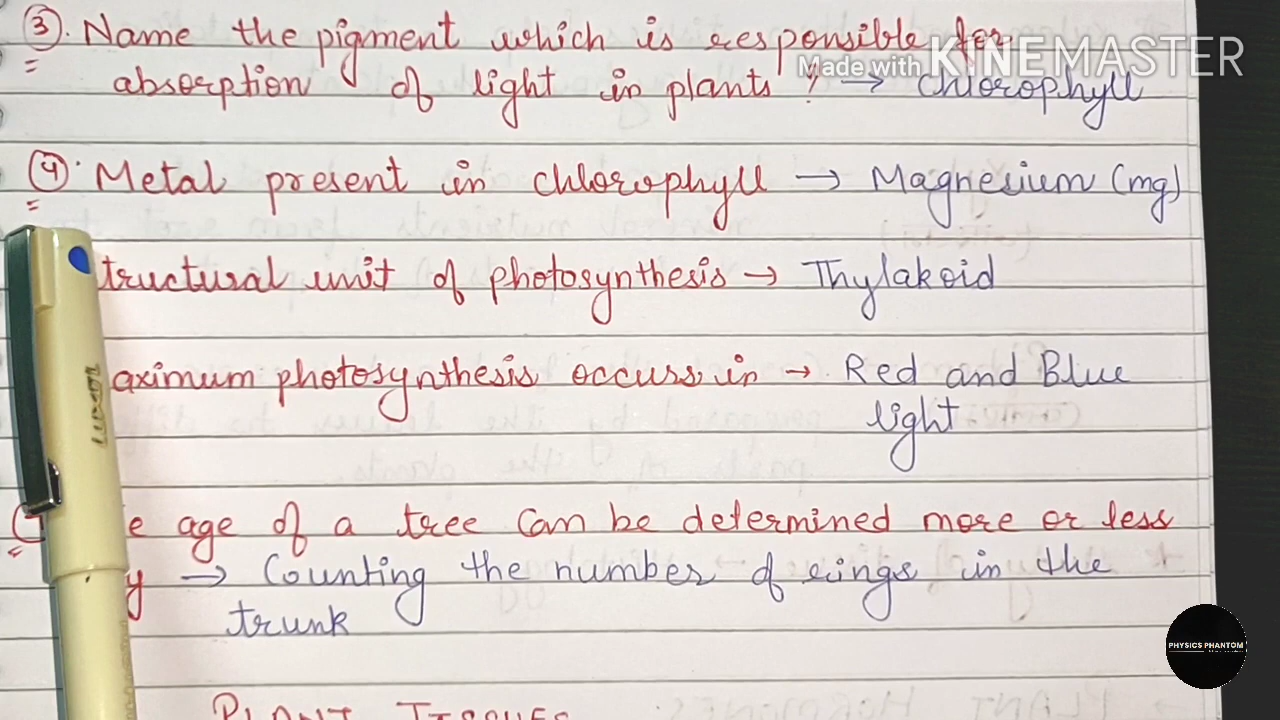 ③. Name the pigment which is responsible for
Made with KINEMASTER
absorption of light in plants? → Chlorophyll
④. Metal present in chlorophyll → Magnesium (mg)
tructural unit of photosynthesis → Thylakoid
aximum photosynthesis occurs in → Red and Blue
light
e age of a tree can be determined more or less
y → Counting the number of rings in the
trunk
PHYSICS PHANTOM
PLANT TISSUES